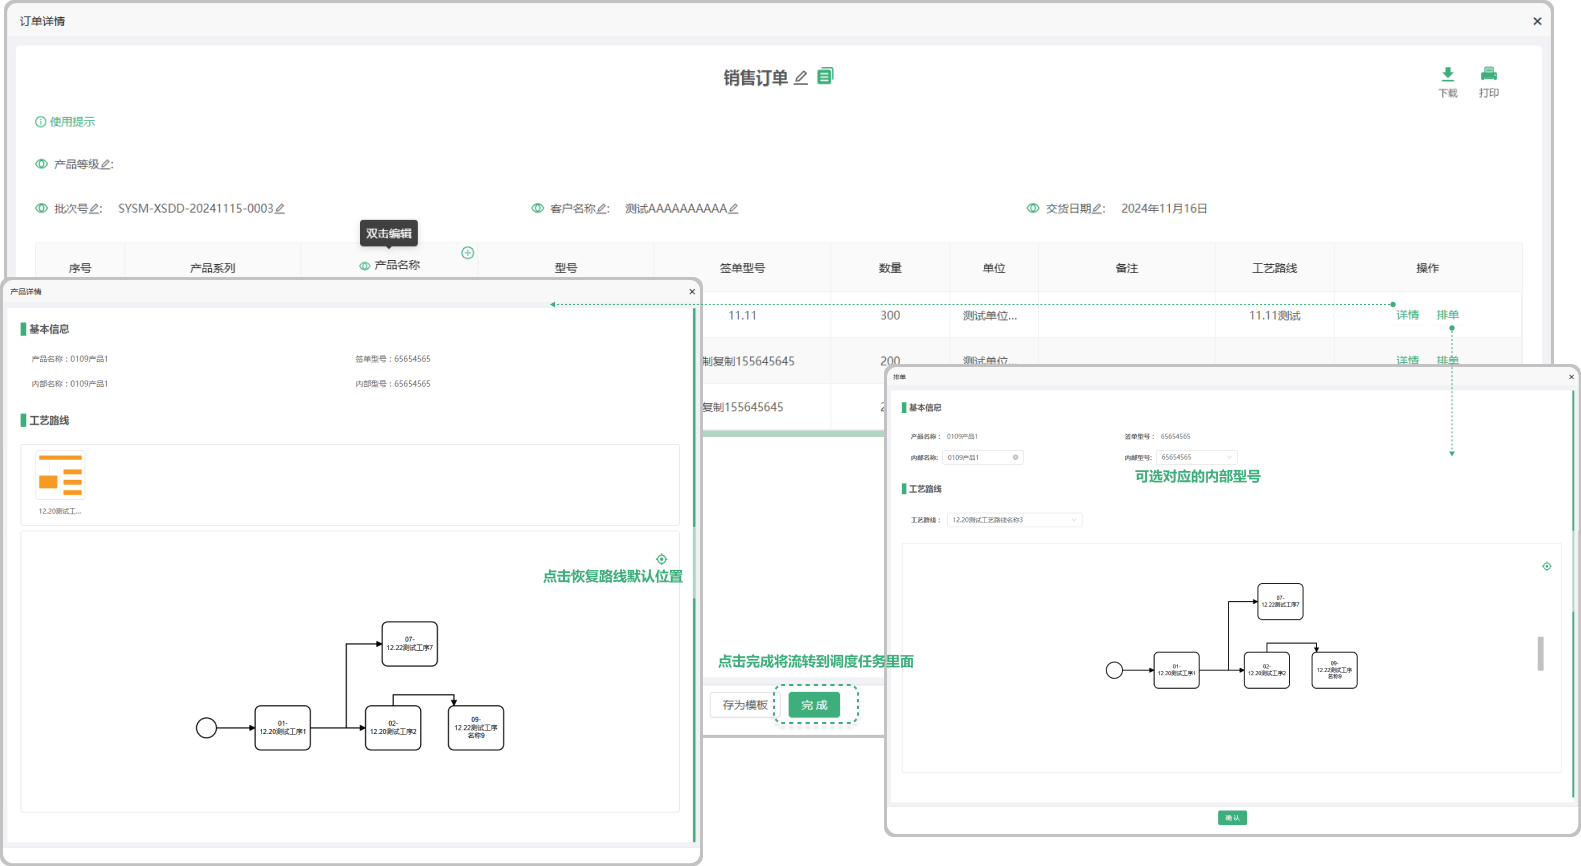 订单详情
销售订单
下载
打印
使用提示
产品等级:
批次号: SYSM-XSDD-20241115-0003
客户名称: 测试AAAAAAAAAA
交货日期: 2024年11月16日
双击编辑
序号 产品系列 产品名称 型号 签单型号 数量 单位 备注 工艺路线 操作
11.11 300 测试单位... 11.11测试 详情 排单
制复制155645645 200 测试单位 详情 排单
复制155645645 2
产品详情
基本信息
产品名称：0109产品1 签单型号：65654565
内部名称：0109产品1 内部型号：65654565
工艺路线
12.20测试工...
点击恢复路线默认位置
07-
12.22测试工序7
01-
12.20测试工序1
02-
12.20测试工序2
09-
12.22测试工序
名称9
点击完成将流转到调度任务里面
存为模板
完成
排单
基本信息
产品名称： 0109产品1 签单型号： 65654565
内部名称: 0109产品1 内部型号: 65654565
可选对应的内部型号
工艺路线
工艺路线： 12.20测试工艺路线名称3
07-
12.22测试工序7
01-
12.20测试工序1
02-
12.20测试工序2
09-
12.22测试工序
名称9
确认